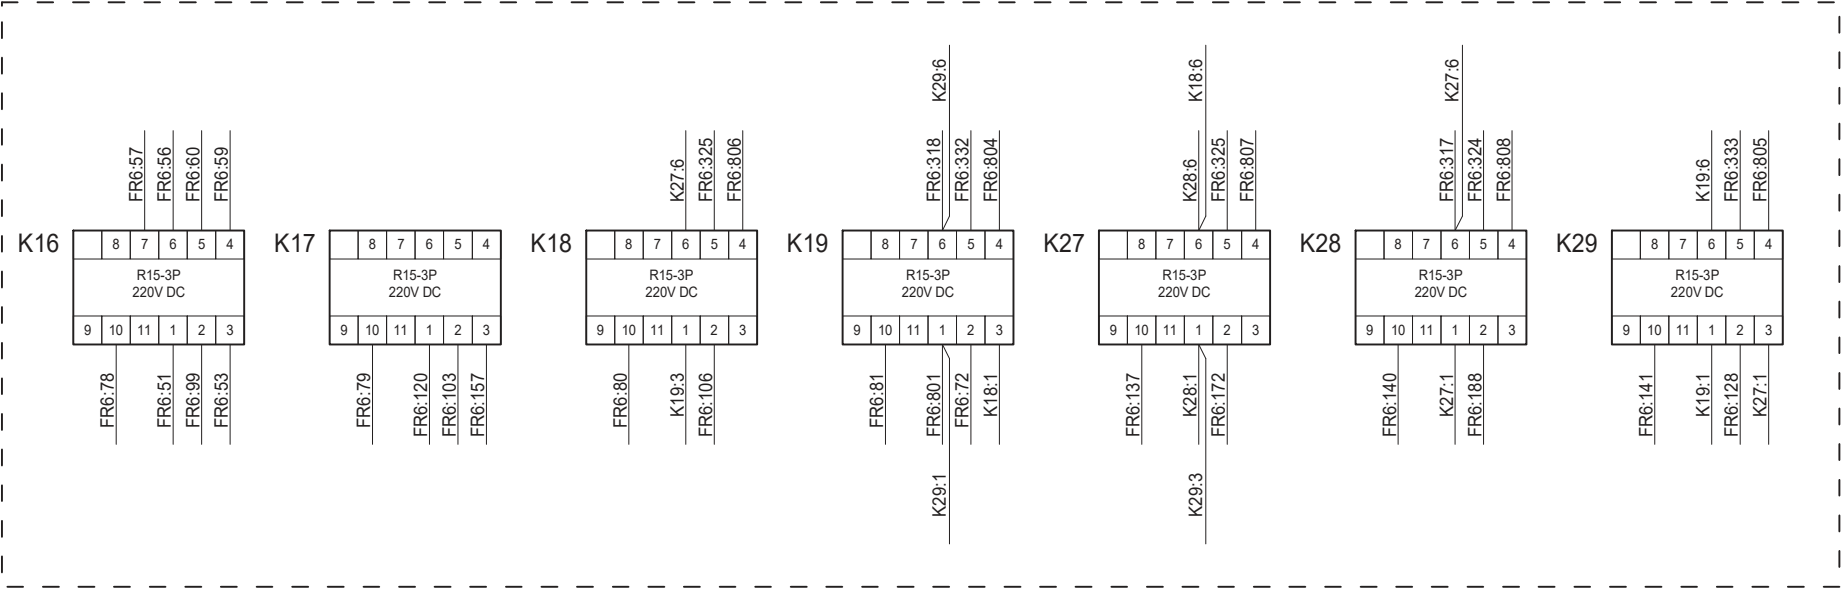 K29:6
K18:6
K27:6
FR6:57
FR6:56
FR6:60
FR6:59
K27:6
FR6:325
FR6:806
FR6:318
FR6:332
FR6:804
K28:6
FR6:325
FR6:807
FR6:317
FR6:324
FR6:808
K19:6
FR6:333
FR6:805
K16
8 7 6 5 4
R15-3P
220V DC
9 10 11 1 2 3
K17
8 7 6 5 4
R15-3P
220V DC
9 10 11 1 2 3
K18
8 7 6 5 4
R15-3P
220V DC
9 10 11 1 2 3
K19
8 7 6 5 4
R15-3P
220V DC
9 10 11 1 2 3
K27
8 7 6 5 4
R15-3P
220V DC
9 10 11 1 2 3
K28
8 7 6 5 4
R15-3P
220V DC
9 10 11 1 2 3
K29
8 7 6 5 4
R15-3P
220V DC
9 10 11 1 2 3
FR6:78
FR6:51
FR6:99
FR6:53
FR6:79
FR6:120
FR6:103
FR6:157
FR6:80
K19:3
FR6:106
FR6:81
FR6:801
FR6:72
K18:1
FR6:137
K28:1
FR6:172
FR6:140
K27:1
FR6:188
FR6:141
K19:1
FR6:128
K27:1
K29:1
K29:3